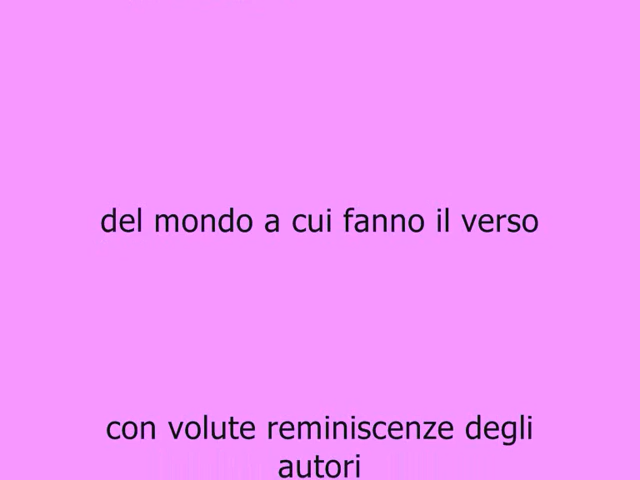 del mondo a cui fanno il verso
con volute reminiscenze degli
autori